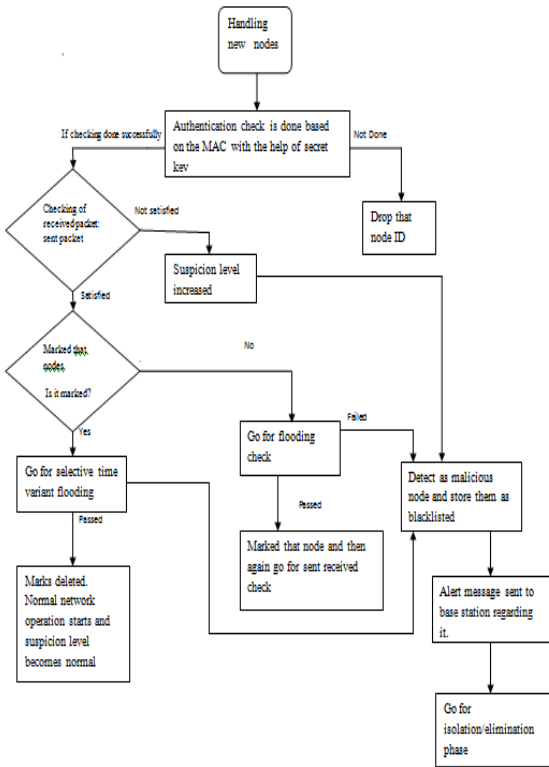 Handling
new nodes
Authentication check is done based
on the MAC with the help of secret
key
If checking done successfully
Not Done
Checking of
received packet:
sent packet
Not satisfied
Drop that
node ID
Suspicion level
increased
Satisfied
Marked that
nodes.
Is it marked?
No
Yes
Go for flooding
check
Failed
Go for selective time
variant flooding
Detect as malicious
node and store them as
blacklisted
Passed
Passed
Marked that node and then
again go for sent received
check
Marks deleted.
Normal network
operation starts and
suspicion level
becomes normal
Alert message sent to
base station regarding
it.
Go for
isolation/elimination
phase